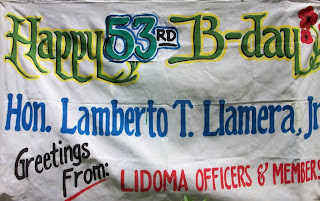 Happy 53RD B-day
Hon. Lamberto T. Llamera, Jr
Greetings
From: LIDOMA OFFICERS & MEMBERS